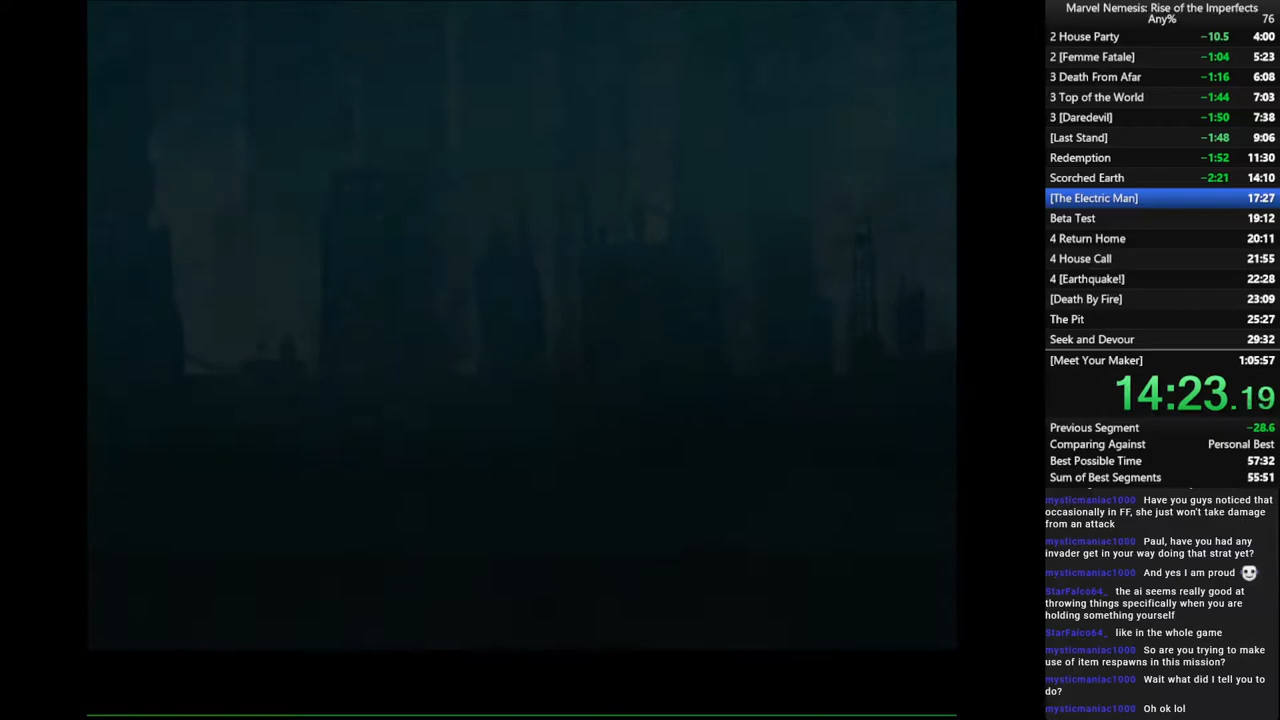 Marvel Nemesis: Rise of the Imperfects
Any% 76
2 House Party −10.5 4:00
2 [Femme Fatale] −1:04 5:23
3 Death From Afar −1:16 6:08
3 Top of the World −1:44 7:03
3 [Daredevil] −1:50 7:38
[Last Stand] −1:48 9:06
Redemption −1:52 11:30
Scorched Earth −2:21 14:10
[The Electric Man] 17:27
Beta Test 19:12
4 Return Home 20:11
4 House Call 21:55
4 [Earthquake!] 22:28
[Death By Fire] 23:09
The Pit 25:27
Seek and Devour 29:32
[Meet Your Maker] 1:05:57
14:23.19
Previous Segment −28.6
Comparing Against Personal Best
Best Possible Time 57:32
Sum of Best Segments 55:51
mysticmaniac1000 Have you guys noticed that
occasionally in FF, she just won't take damage
from an attack
mysticmaniac1000 Paul, have you had any
invader get in your way doing that strat yet?
mysticmaniac1000 And yes I am proud
StarFalco64_ the ai seems really good at
throwing things specifically when you are
holding something yourself
StarFalco64_ like in the whole game
mysticmaniac1000 So are you trying to make
use of item respawns in this mission?
mysticmaniac1000 Wait what did I tell you to
do?
mysticmaniac1000 Oh ok lol